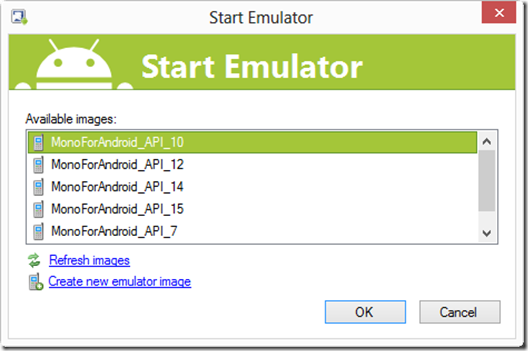 Start Emulator
Start Emulator
Available images:
MonoForAndroid_API_10
MonoForAndroid_API_12
MonoForAndroid_API_14
MonoForAndroid_API_15
MonoForAndroid_API_7
Refresh images
Create new emulator image
OK Cancel